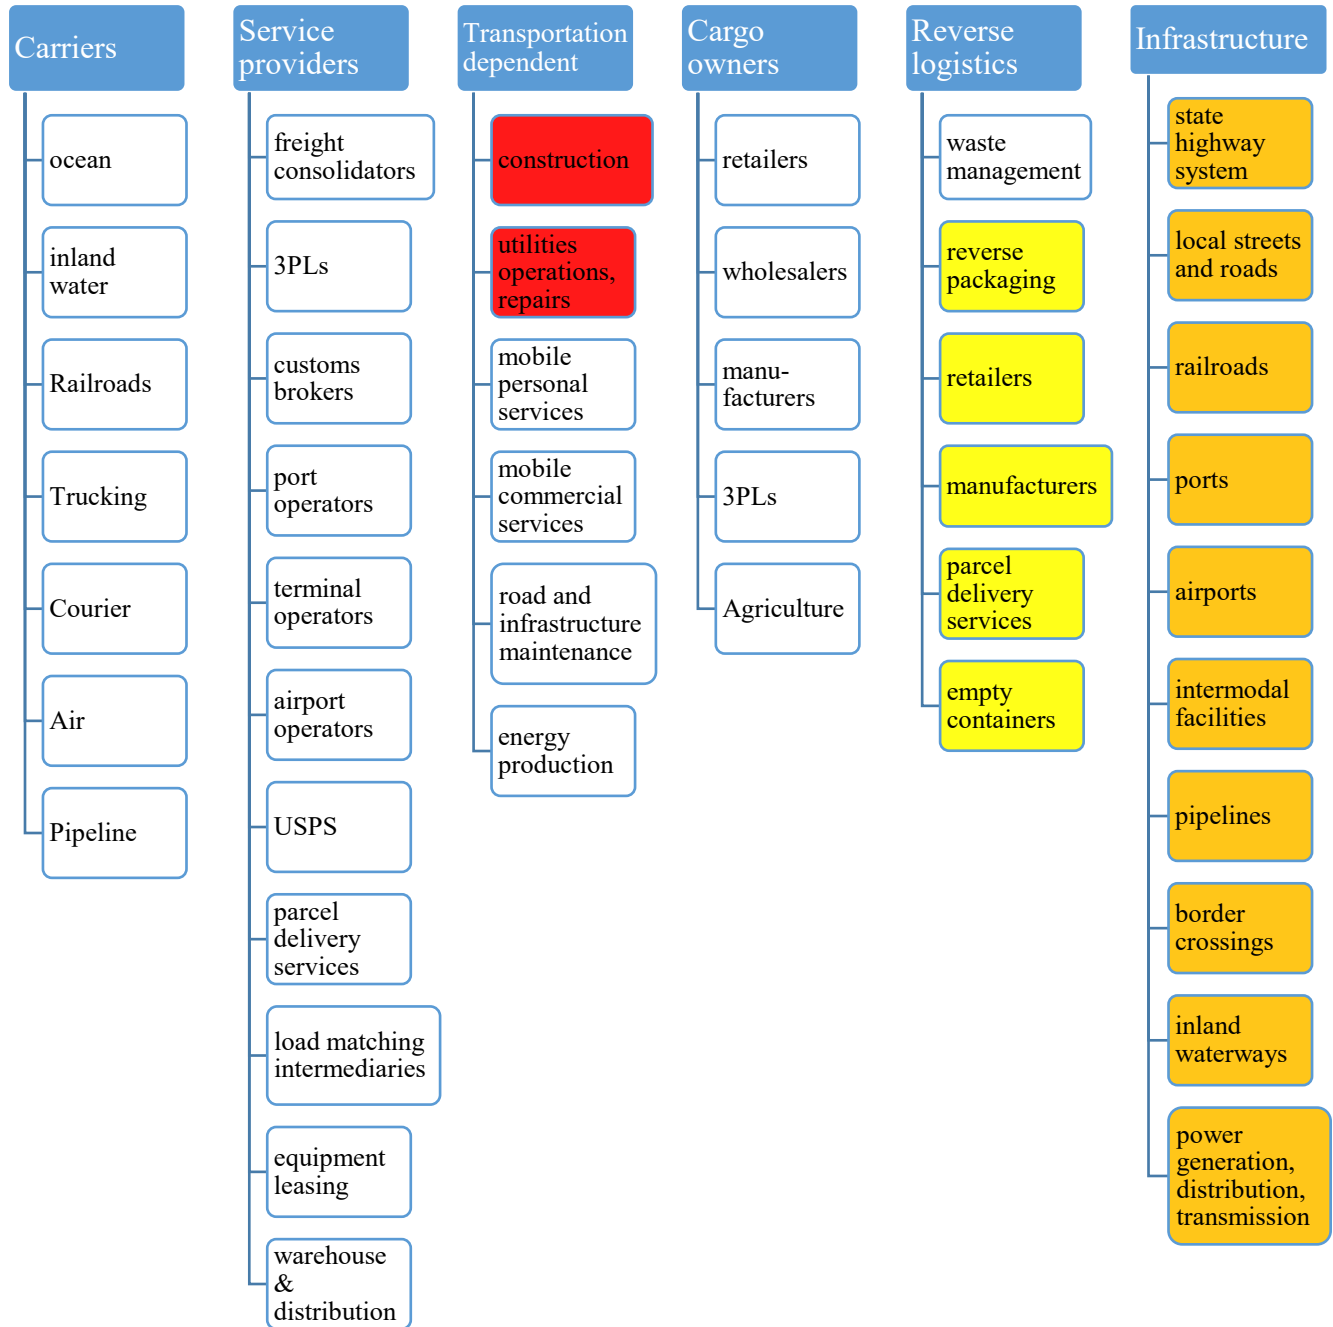 Carriers
ocean
inland
water
Railroads
Trucking
Courier
Air
Pipeline
Service
providers
freight
consolidators
3PLs
customs
brokers
port
operators
terminal
operators
airport
operators
USPS
parcel
delivery
services
load matching
intermediaries
equipment
leasing
warehouse
&
distribution
Transportation
dependent
construction
utilities
operations,
repairs
mobile
personal
services
mobile
commercial
services
road and
infrastructure
maintenance
energy
production
Cargo
owners
retailers
wholesalers
manu-
facturers
3PLs
Agriculture
Reverse
logistics
waste
management
reverse
packaging
retailers
manufacturers
parcel
delivery
services
empty
containers
Infrastructure
state
highway
system
local streets
and roads
railroads
ports
airports
intermodal
facilities
pipelines
border
crossings
inland
waterways
power
generation,
distribution,
transmission